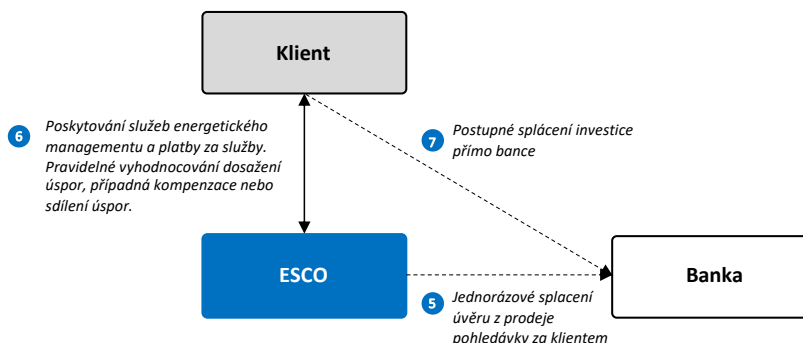 Klient
6
Poskytování služeb energetického
managementu a platby za služby.
Pravidelné vyhodnocování dosažení
úspor, případná kompenzace nebo
sdílení úspor.
7
Postupné splácení investice
přímo bance
ESCO
Banka
5
Jednorázové splacení
úvěru z prodeje
pohledávky za klientem